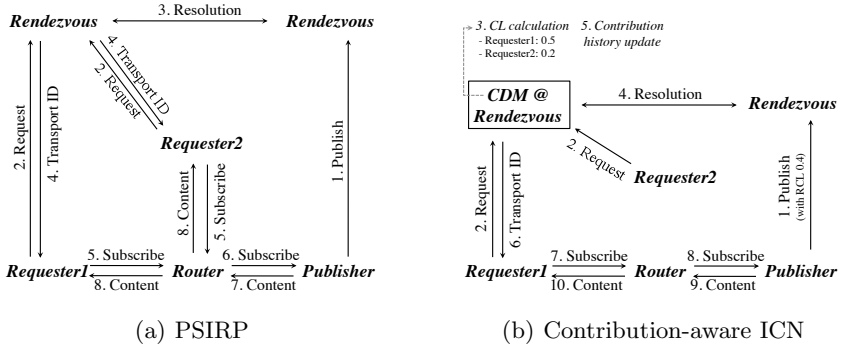 3. Resolution
Rendezvous
Rendezvous
4. Transport ID
2. Request
2. Request
4. Transport ID
Requester2
1. Publish
8. Content
5. Subscribe
5. Subscribe
6. Subscribe
Requester1
Router
Publisher
8. Content
7. Content
(a) PSIRP
3. CL calculation
- Requester1: 0.5
- Requester2: 0.2
5. Contribution
history update
CDM @
Rendezvous
4. Resolution
Rendezvous
2. Request
Requester2
2. Request
6. Transport ID
1. Publish
(with RCL 0.4)
7. Subscribe
8. Subscribe
Requester1
Router
Publisher
10. Content
9. Content
(b) Contribution-aware ICN